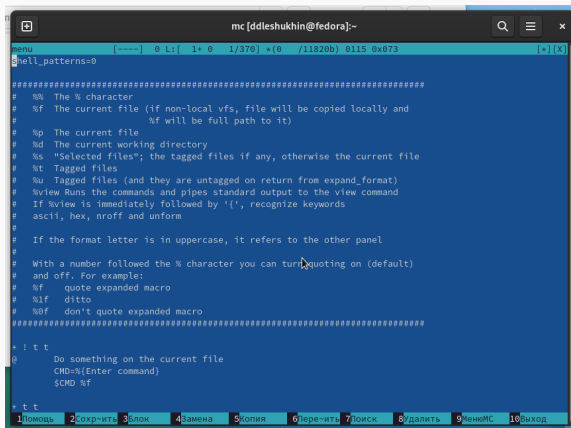 mc [ddleshukhin@fedora]:~
menu [----] 0 L:[ 1+ 0 1/370] *(0 /11820b) 0115 0x073 [*][X]
shell_patterns=0
###############################################################################
# %% The % character
# %f The current file (if non-local vfs, file will be copied locally and
# %f will be full path to it)
# %p The current file
# %d The current working directory
# %s "Selected files"; the tagged files if any, otherwise the current file
# %t Tagged files
# %u Tagged files (and they are untagged on return from expand_format)
# %view Runs the commands and pipes standard output to the view command
# If %view is immediately followed by '{', recognize keywords
# ascii, hex, nroff and unform
#
# If the format letter is in uppercase, it refers to the other panel
#
# With a number followed the % character you can turn quoting on (default)
# and off. For example:
# %f quote expanded macro
# %1f ditto
# %0f don't quote expanded macro
###############################################################################
+ ! t t
@ Do something on the current file
CMD=%{Enter command}
$CMD %f
+ t t
1Помощь 2Сохр~ить 3Блок 4Замена 5Копия 6Пере~ить 7Поиск 8Удалить 9МенюMC 10Выход